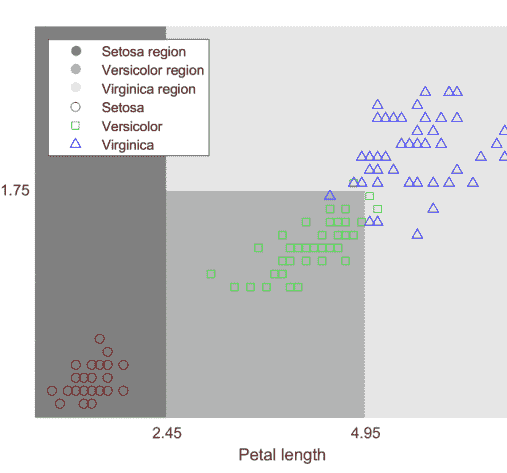 Setosa region
Versicolor region
Virginica region
Setosa
Versicolor
Virginica
1.75
2.45 4.95
Petal length